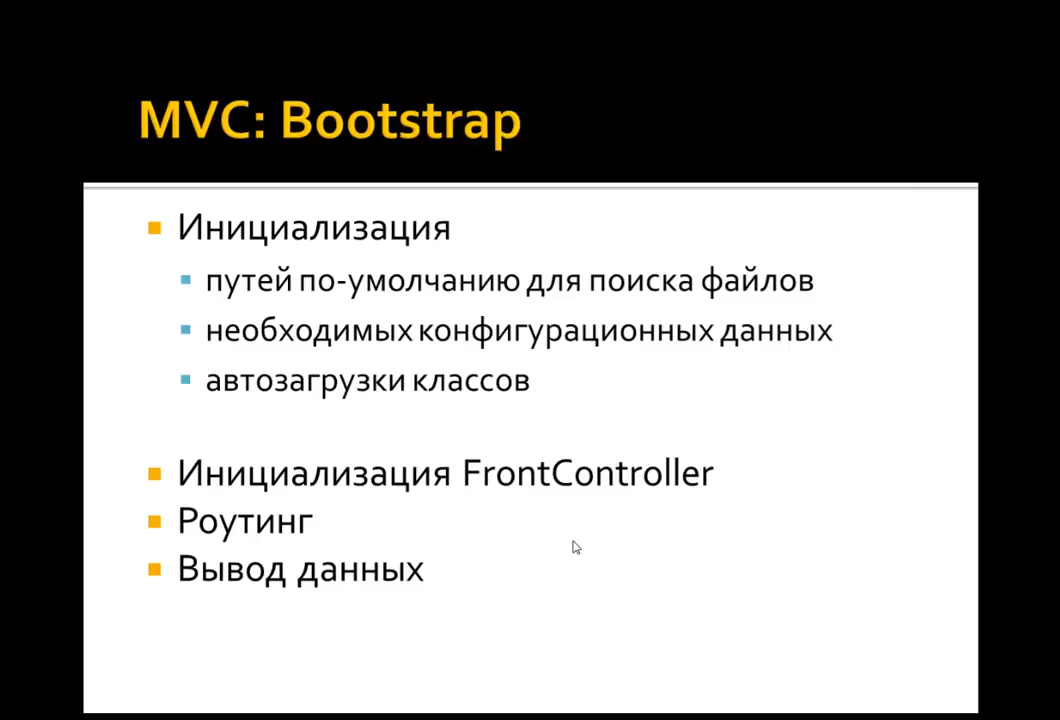 MVC: Bootstrap
Инициализация
путей по-умолчанию для поиска файлов
необходимых конфигурационных данных
автозагрузки классов
Инициализация FrontController
Роутинг
Вывод данных